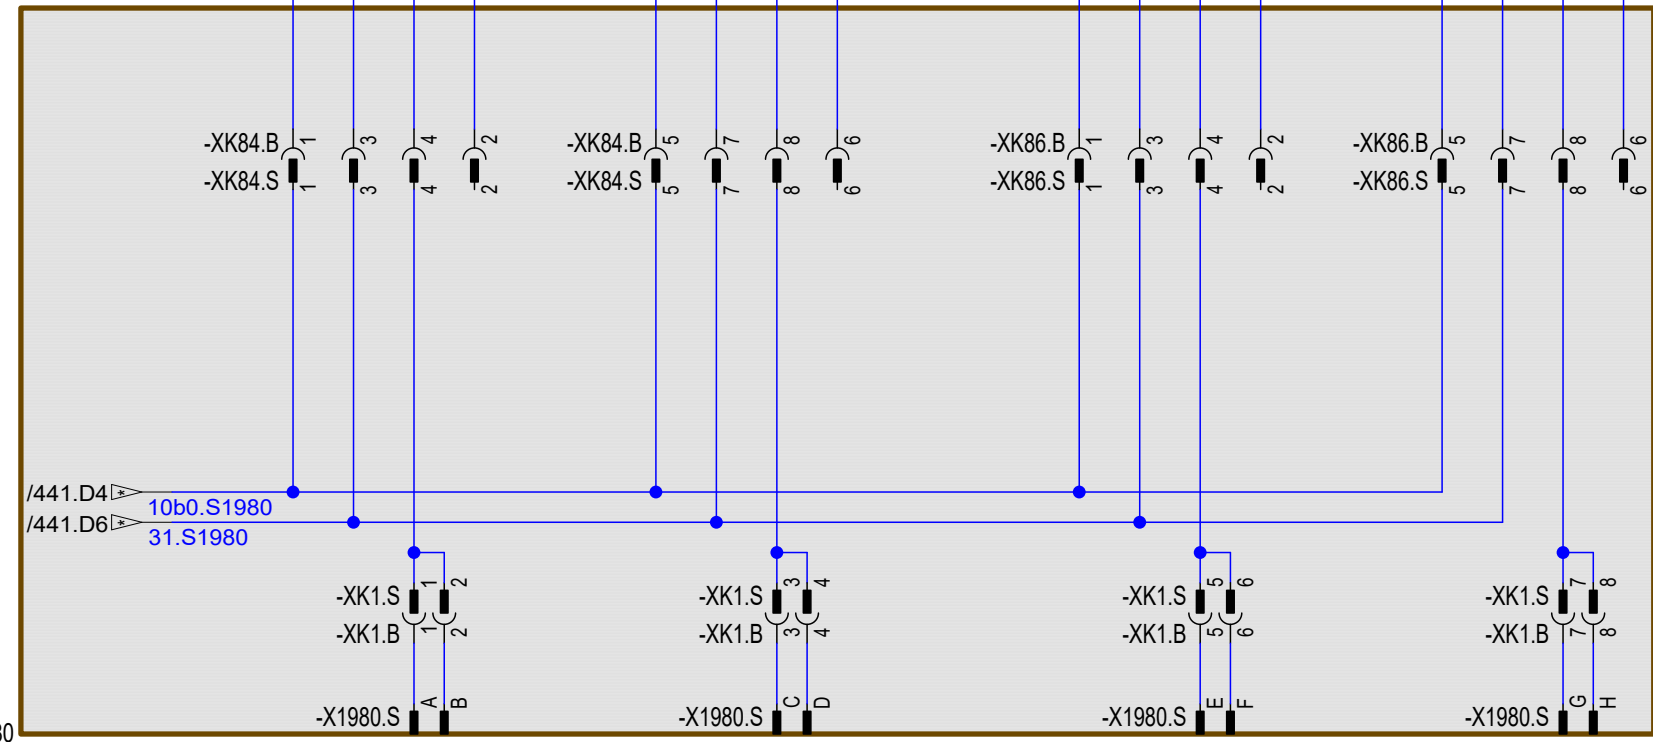 1 3 4 2 5 7 8 6 1 3 4 2 5 7 8 6
-XK84.B -XK84.B -XK86.B -XK86.B
-XK84.S -XK84.S -XK86.S -XK86.S
1 3 4 2 5 7 8 6 1 3 4 2 5 7 8 6
/441.D4 *
10b0.S1980
/441.D6 *
31.S1980
1 2 3 4 5 6 7 8
-XK1.S -XK1.S -XK1.S -XK1.S
-XK1.B -XK1.B -XK1.B -XK1.B
1 2 3 4 5 6 7 8
A B C D E F G H
-X1980.S -X1980.S -X1980.S -X1980.S